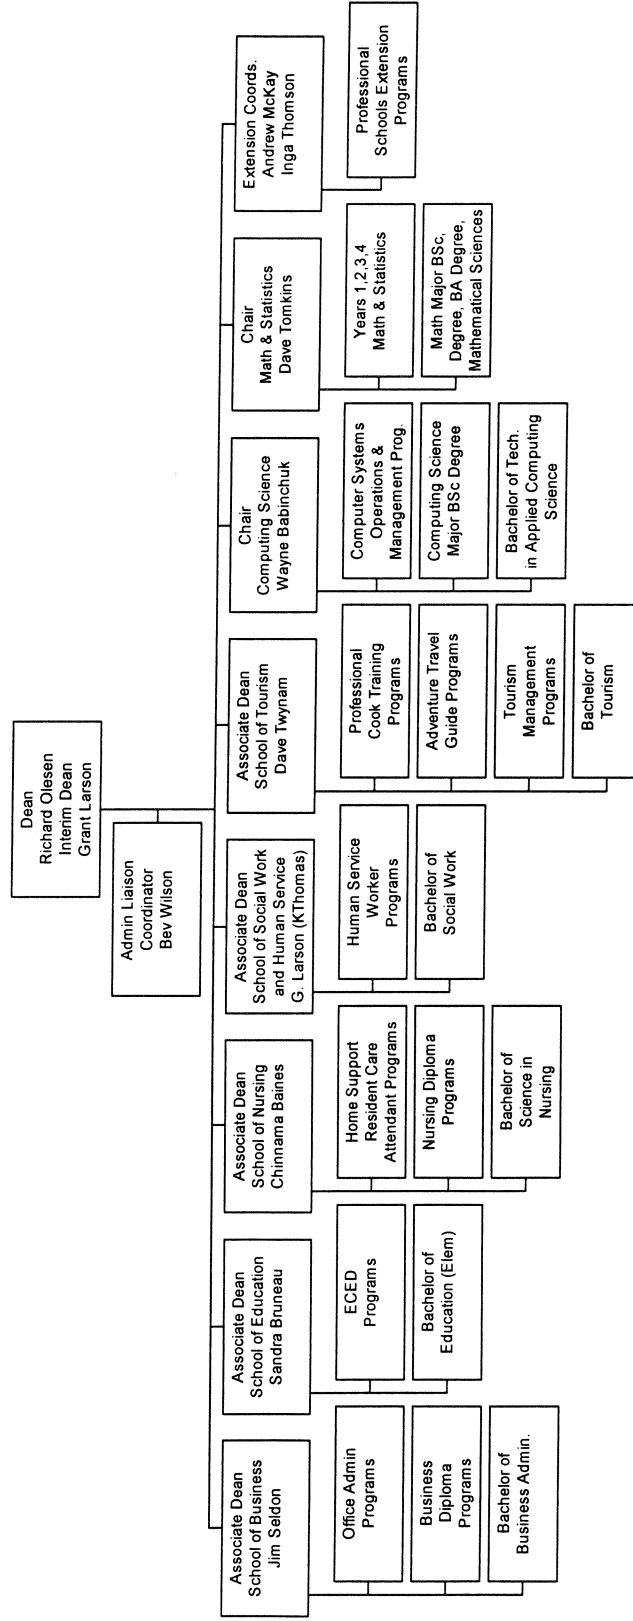 Dean
Richard Olesen
Interim Dean
Grant Larson
Admin Liaison
Coordinator
Bev Wilson
Associate Dean
School of Business
Jim Seldon
Office Admin
Programs
Business
Diploma
Programs
Bachelor of
Business Admin.
Associate Dean
School of Education
Sandra Bruneau
ECED
Programs
Bachelor of
Education (Elem)
Associate Dean
School of Nursing
Chinnama Baines
Home Support
Resident Care
Attendant Programs
Nursing Diploma
Programs
Bachelor of
Science in
Nursing
Associate Dean
School of Social Work
and Human Service
G. Larson (KThomas)
Human Service
Worker
Programs
Bachelor of
Social Work
Associate Dean
School of Tourism
Dave Twynam
Professional
Cook Training
Programs
Adventure Travel
Guide Programs
Tourism
Management
Programs
Bachelor of
Tourism
Chair
Computing Science
Wayne Babinchuk
Computer Systems
Operations &
Management Prog.
Computing Science
Major BSc Degree
Bachelor of Tech.
in Applied Computing
Science
Chair
Math & Statistics
Dave Tomkins
Years 1,2,3,4
Math & Statistics
Math Major BSc,
Degree, BA Degree,
Mathematical Sciences
Extension Coords.
Andrew McKay
Inga Thomson
Professional
Schools Extension
Programs